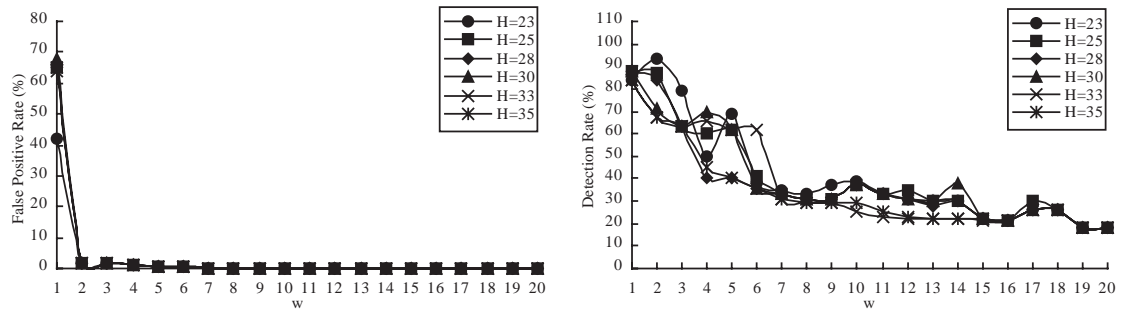 False Positive Rate (%)
80
70
60
50
40
30
20
10
0
1 2 3 4 5 6 7 8 9 10 11 12 13 14 15 16 17 18 19 20
w
H=23
H=25
H=28
H=30
H=33
H=35
Detection Rate (%)
110
100
90
80
70
60
50
40
30
20
10
0
1 2 3 4 5 6 7 8 9 10 11 12 13 14 15 16 17 18 19 20
w
H=23
H=25
H=28
H=30
H=33
H=35